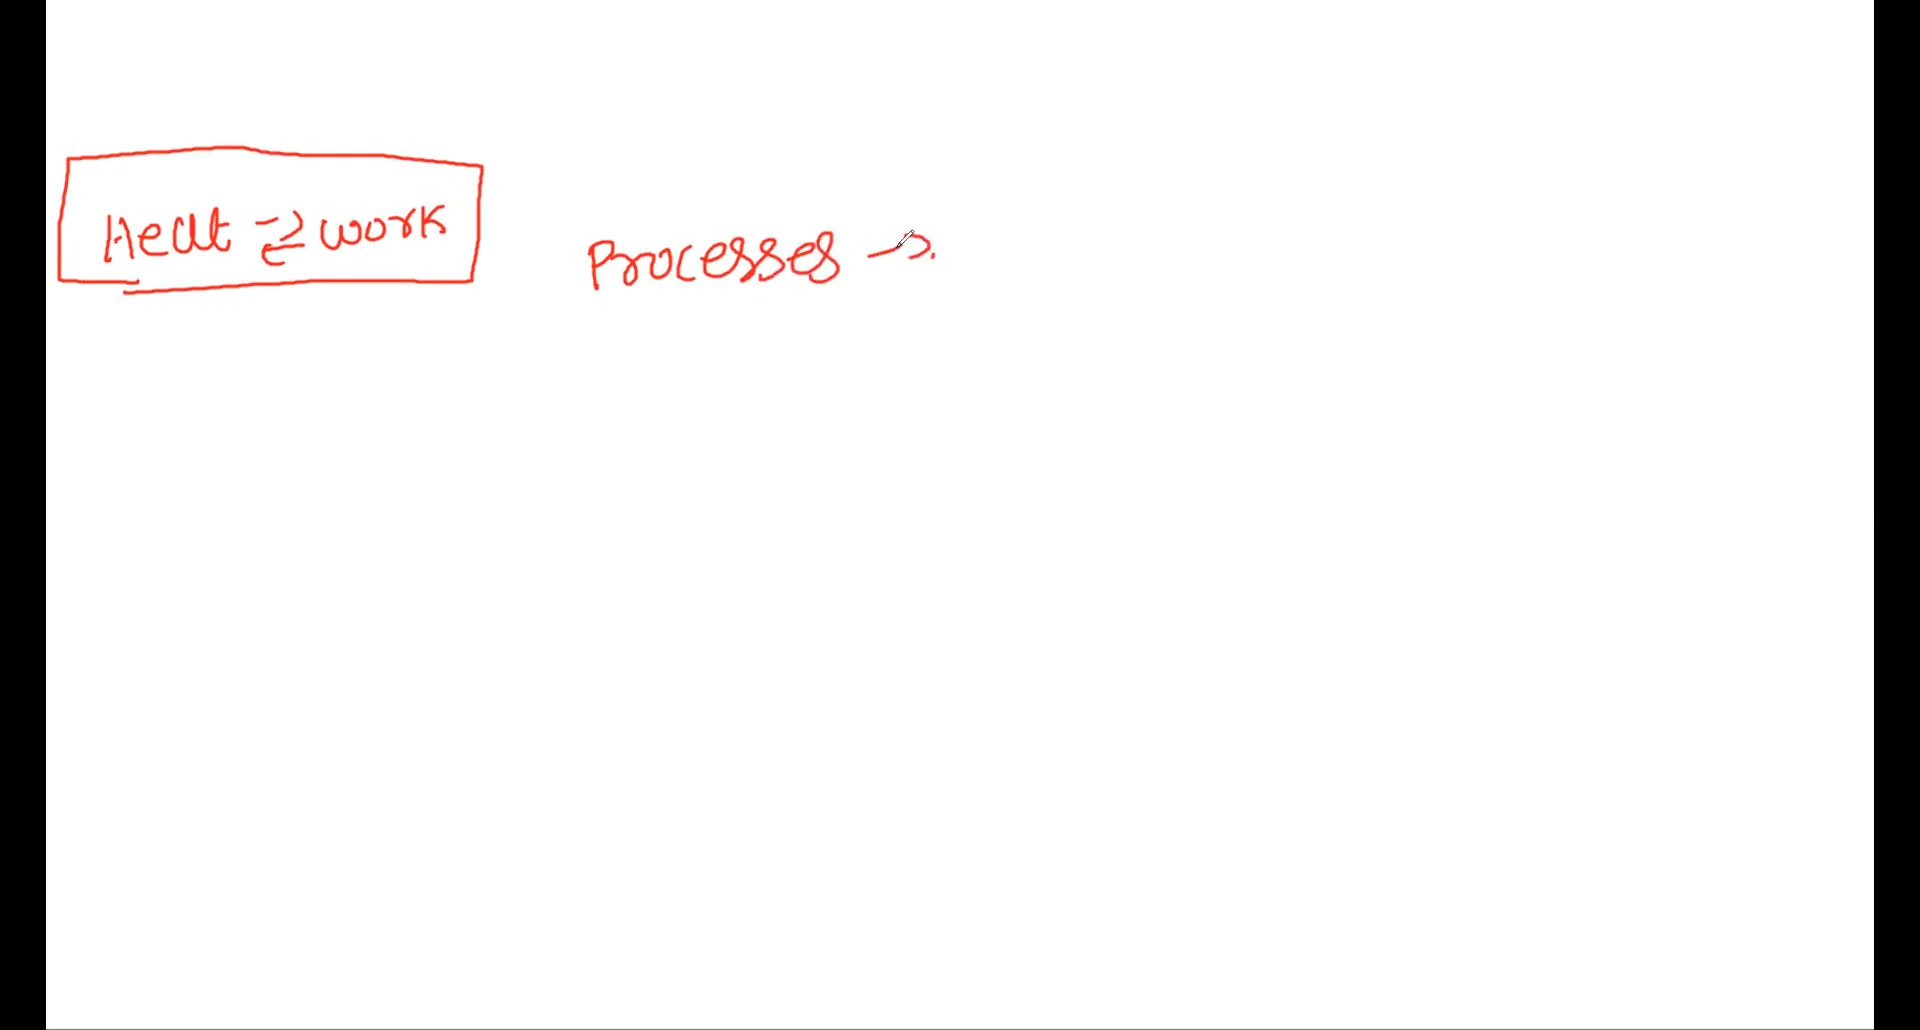 Heat ⇄ work
Processes →